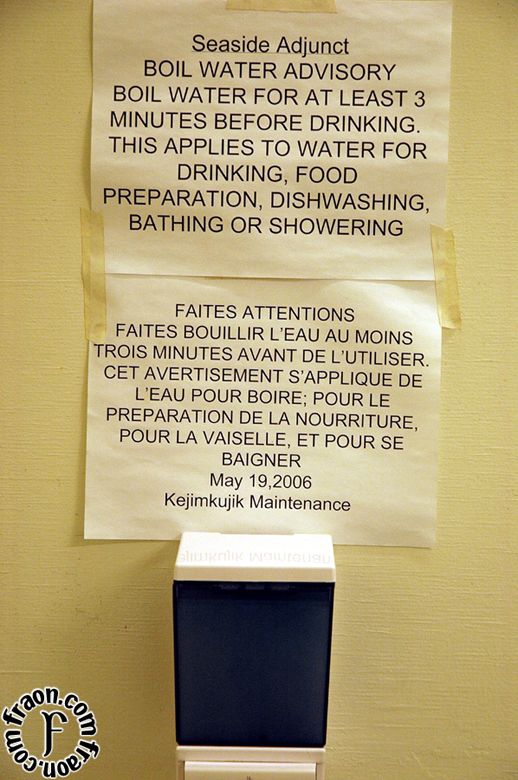 Seaside Adjunct
BOIL WATER ADVISORY
BOIL WATER FOR AT LEAST 3
MINUTES BEFORE DRINKING.
THIS APPLIES TO WATER FOR
DRINKING, FOOD
PREPARATION, DISHWASHING,
BATHING OR SHOWERING
FAITES ATTENTIONS
FAITES BOUILLIR L'EAU AU MOINS
TROIS MINUTES AVANT DE L'UTILISER.
CET AVERTISEMENT S'APPLIQUE DE
L'EAU POUR BOIRE; POUR LE
PREPARATION DE LA NOURRITURE,
POUR LA VAISELLE, ET POUR SE
BAIGNER
May 19,2006
Kejimkujik Maintenance
fraon.com fraon.com
F